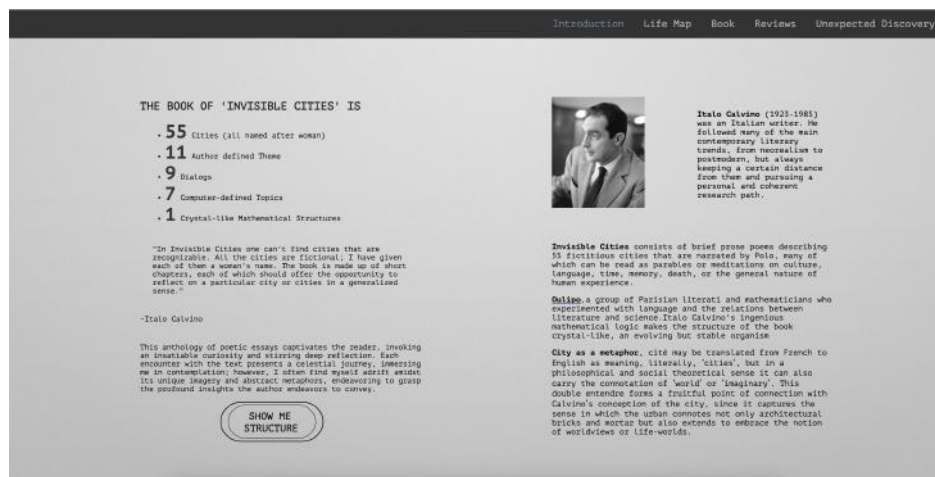 Introduction Life Map Book Reviews Unexpected Discovery
THE BOOK OF 'INVISIBLE CITIES' IS
• 55 Cities (all named after woman)
• 11 Author defined Theme
• 9 Dialogs
• 7 Computer-defined Topics
• 1 Crystal-like Mathematical Structures
"In Invisible Cities one can't find cities that are
recognizable. All the cities are fictional; I have given
each of them a woman's name. The book is made up of short
chapters, each of which should offer the opportunity to
reflect on a particular city or cities in a generalized
sense."
-Italo Calvino
This anthology of poetic essays captivates the reader, invoking
an insatiable curiosity and stirring deep reflection. Each
encounter with the text presents a celestial journey, immersing
me in contemplation; however, I often find myself adrift amidst
its unique imagery and abstract metaphors, endeavoring to grasp
the profound insights the author endeavors to convey.
SHOW ME
STRUCTURE
Italo Calvino (1923-1985)
was an Italian writer. He
followed many of the main
contemporary literary
trends, from neorealism to
postmodern, but always
keeping a certain distance
from them and pursuing a
personal and coherent
research path.
Invisible Cities consists of brief prose poems describing
55 fictitious cities that are narrated by Polo, many of
which can be read as parables or meditations on culture,
language, time, memory, death, or the general nature of
human experience.
Oulipo,a group of Parisian literati and mathematicians who
experimented with language and the relations between
literature and science.Italo Calvino's ingenious
mathematical logic makes the structure of the book
crystal-like, an evolving but stable organism
City as a metaphor, cité may be translated from French to
English as meaning, literally, 'cities', but in a
philosophical and social theoretical sense it can also
carry the connotation of 'world' or 'imaginary'. This
double entendre forms a fruitful point of connection with
Calvino's conception of the city, since it captures the
sense in which the urban connotes not only architectural
bricks and mortar but also extends to embrace the notion
of worldviews or life-worlds.